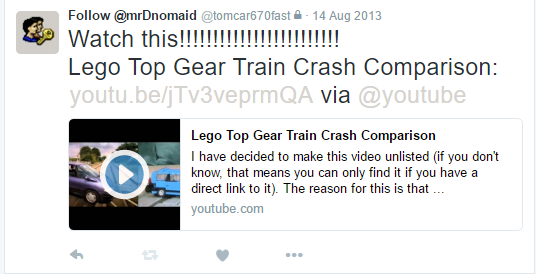 Follow @mrDnomaid @tomcar670fast · 14 Aug 2013
Watch this!!!!!!!!!!!!!!!!!!!!!!!!
Lego Top Gear Train Crash Comparison:
youtu.be/jTv3veprmQA via @youtube
Lego Top Gear Train Crash Comparison
I have decided to make this video unlisted (if you don't
know, that means you can only find it if you have a
direct link to it). The reason for this is that ...
youtube.com